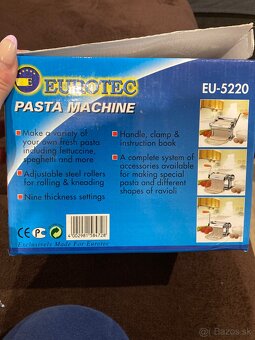 EUROTEC
EU-5220
PASTA MACHINE
• Make a variety of
your own fresh pasta
including fettuccine,
speghetti and more
• Adjustable steel rollers
for rolling & kneading
• Nine thickness settings
• Handle, clamp &
instruction book
• A complete system of
accessories available
for making special
pasta and different
shapes of ravioli
CE
Exclusively Made For Eurotec
bazar.sk